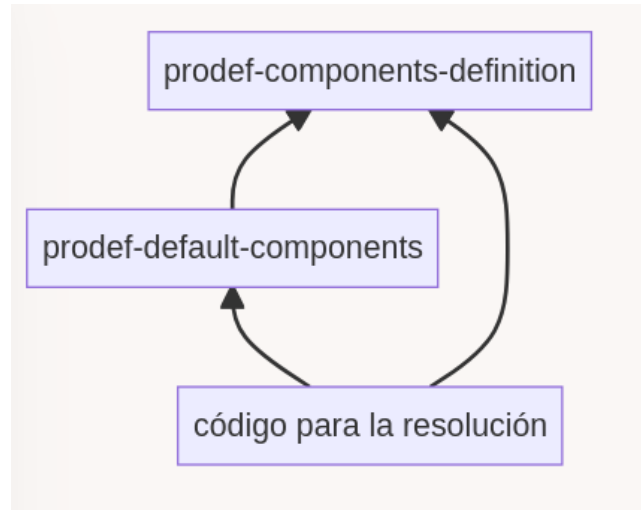 prodef-components-definition
prodef-default-components
código para la resolución